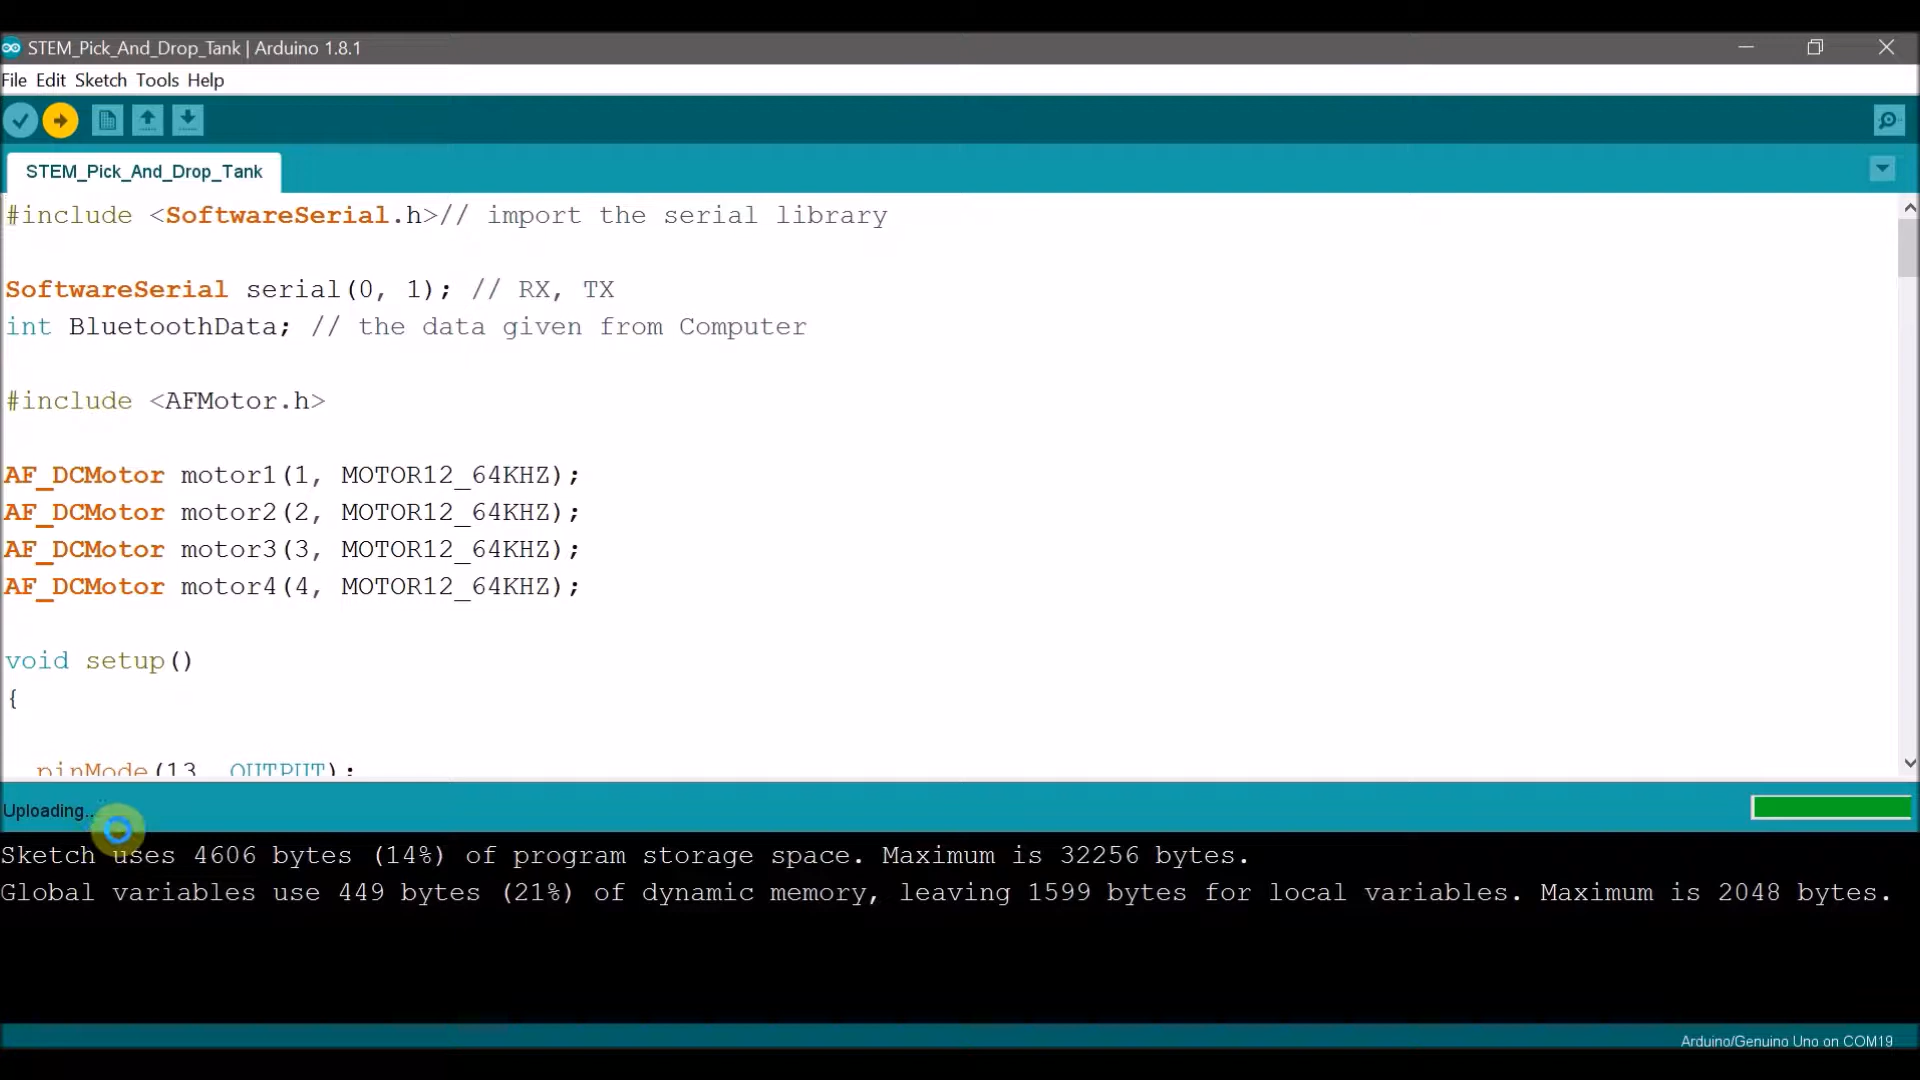 STEM_Pick_And_Drop_Tank | Arduino 1.8.1
File Edit Sketch Tools Help
STEM_Pick_And_Drop_Tank
#include <SoftwareSerial.h>// import the serial library
SoftwareSerial serial(0, 1); // RX, TX
int BluetoothData; // the data given from Computer
#include <AFMotor.h>
AF_DCMotor motor1(1, MOTOR12_64KHZ);
AF_DCMotor motor2(2, MOTOR12_64KHZ);
AF_DCMotor motor3(3, MOTOR12_64KHZ);
AF_DCMotor motor4(4, MOTOR12_64KHZ);
void setup()
{
pinMode(13, OUTPUT);
Uploading...
Sketch uses 4606 bytes (14%) of program storage space. Maximum is 32256 bytes.
Global variables use 449 bytes (21%) of dynamic memory, leaving 1599 bytes for local variables. Maximum is 2048 bytes.
Arduino/Genuino Uno on COM19